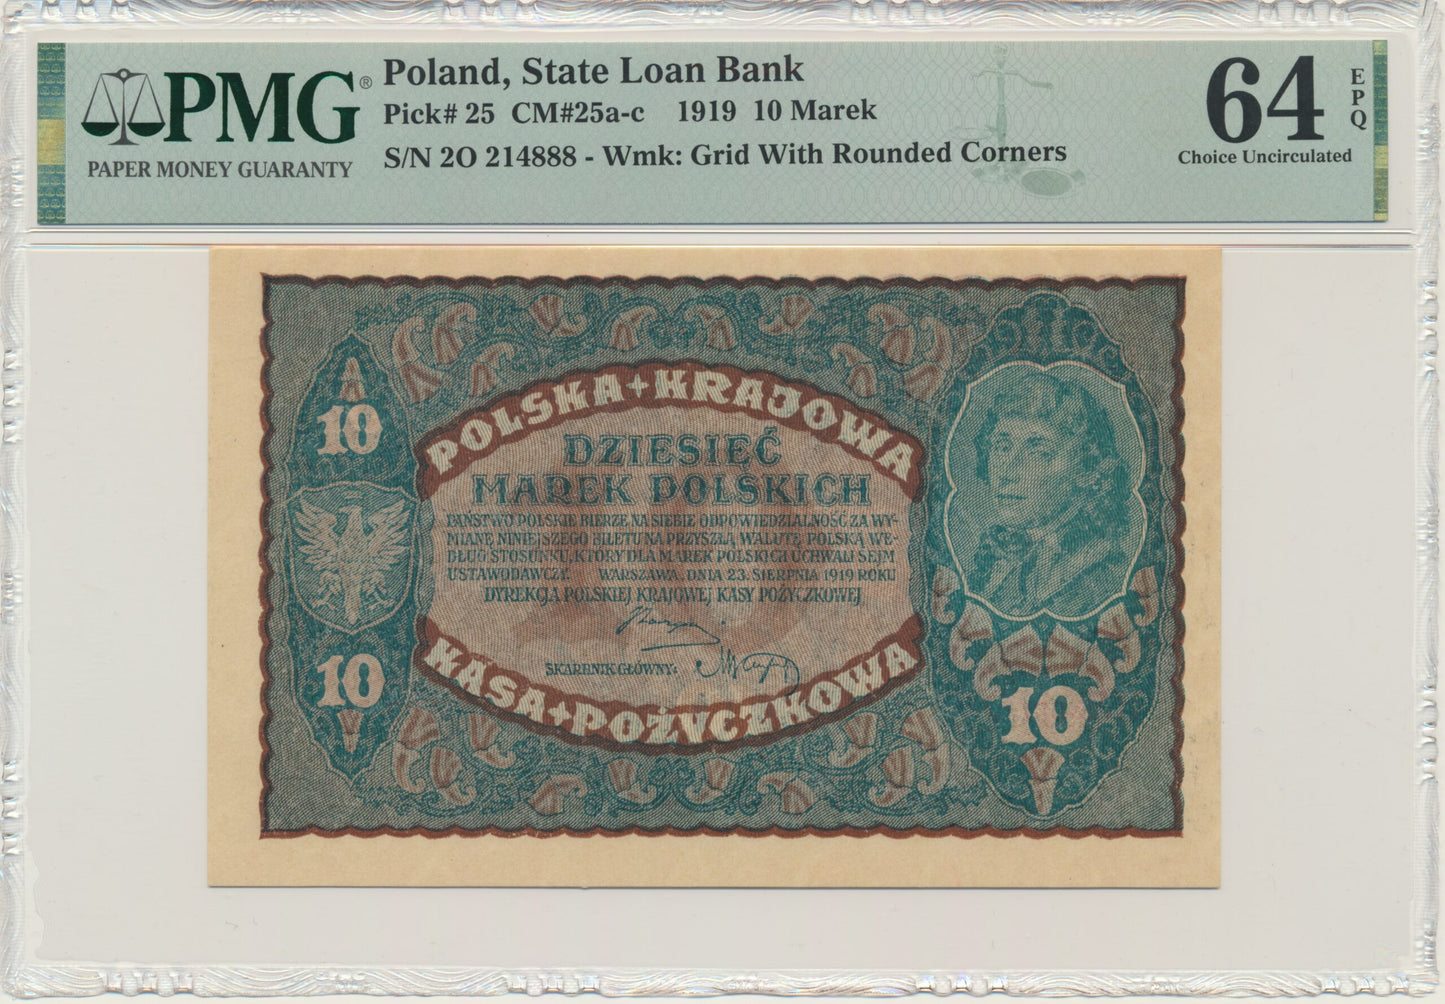 PMG®
PAPER MONEY GUARANTY
Poland, State Loan Bank
Pick# 25 CM#25a-c 1919 10 Marek
S/N 2O 214888 - Wmk: Grid With Rounded Corners
64 EPQ
Choice Uncirculated
POLSKA+KRAJOWA
10
DZIESIĘĆ
MAREK POLSKICH
PAŃSTWO POLSKIE BIERZE NA SIEBIE ODPOWIEDZIALNOŚĆ ZA WY-
MIANĘ NINIEJSZEGO BILETU NA PRZYSZŁĄ WALUTĘ POLSKĄ WE-
DŁUG STOSUNKU, KTÓRY DLA MAREK POLSKICH UCHWALI SEJM
USTAWODAWCZY. WARSZAWA, DNIA 23. SIERPNIA 1919 ROKU
DYREKCJA POLSKIEJ KRAJOWEJ KASY POŻYCZKOWEJ
SKARBNIK GŁÓWNY:
10
10
KASA+POŻYCZKOWA